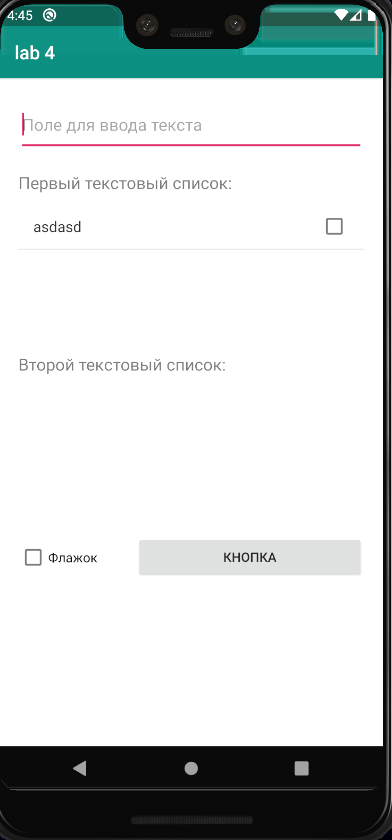 4:45
lab 4
Поле для ввода текста
Первый текстовый список:
asdasd
Второй текстовый список:
Флажок
КНОПКА